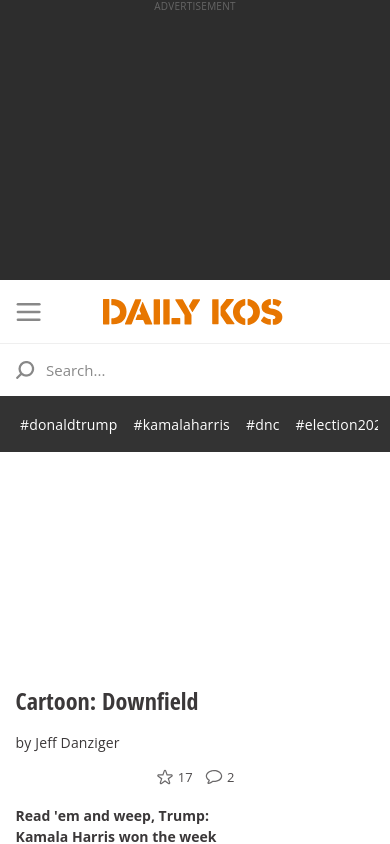 ADVERTISEMENT
DAILY KOS
Search...
#donaldtrump #kamalaharris #dnc #election202
Cartoon: Downfield
by Jeff Danziger
17 2
Read 'em and weep, Trump:
Kamala Harris won the week